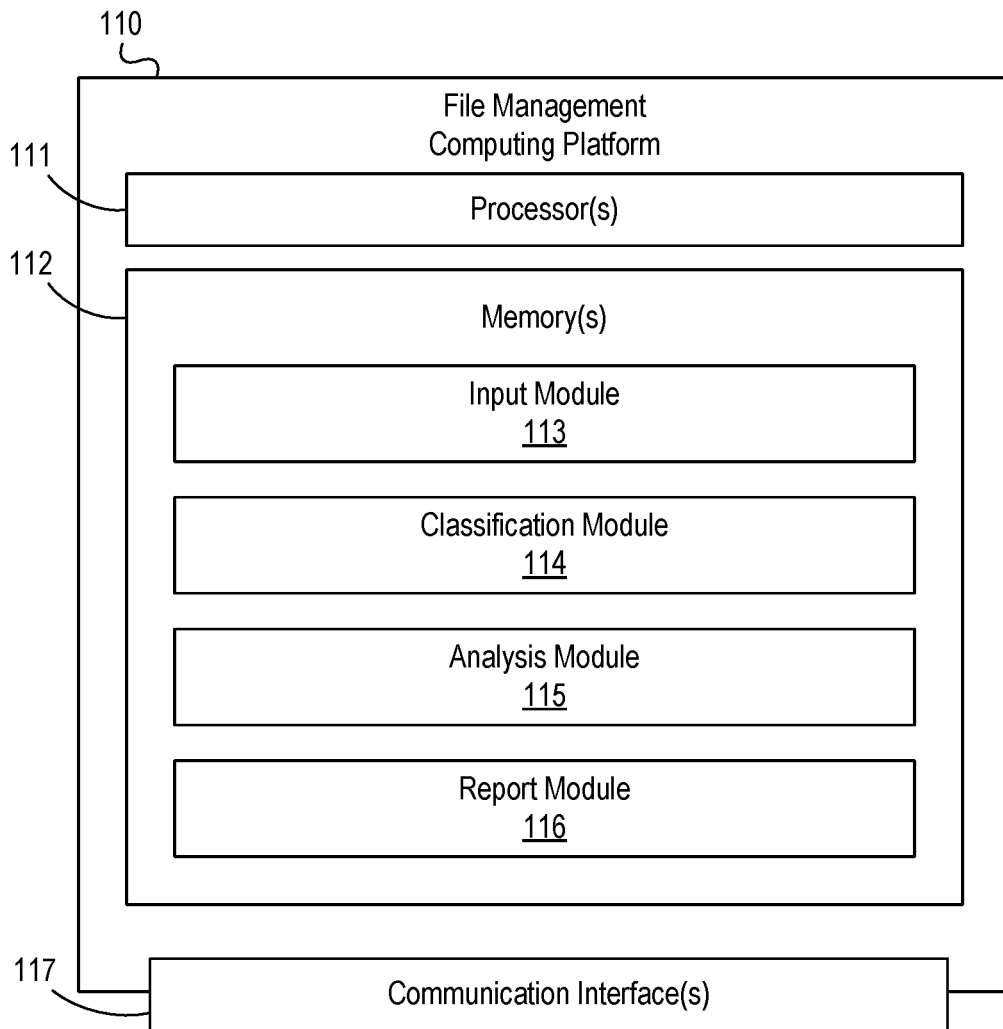 110
File Management
Computing Platform
111
Processor(s)
112
Memory(s)
Input Module
113
Classification Module
114
Analysis Module
115
Report Module
116
117
Communication Interface(s)